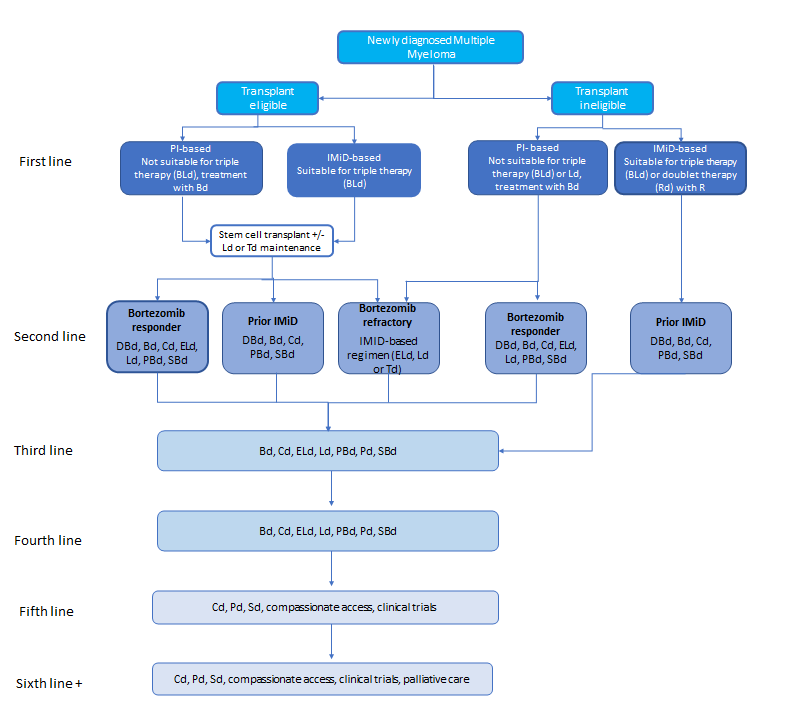 Newly diagnosed Multiple
Myeloma
Transplant
eligible
Transplant
ineligible
First line
PI-based
Not suitable for triple
therapy (BLd), treatment
with Bd
IMiD-based
Suitable for triple therapy
(BLd)
PI- based
Not suitable for triple
therapy (BLd) or Ld,
treatment with Bd
IMiD-based
Suitable for triple therapy
(BLd) or doublet therapy
(Rd) with R
Stem cell transplant +/-
Ld or Td maintenance
Second line
Bortezomib
responder
DBd, Bd, Cd, ELd,
Ld, PBd, SBd
Prior IMiD
DBd, Bd, Cd,
PBd, SBd
Bortezomib
refractory
IMID-based
regimen (ELd, Ld
or Td)
Bortezomib
responder
DBd, Bd, Cd, ELd,
Ld, PBd, SBd
Prior IMiD
DBd, Bd, Cd,
PBd, SBd
Third line
Bd, Cd, ELd, Ld, PBd, Pd, SBd
Fourth line
Bd, Cd, ELd, Ld, PBd, Pd, SBd
Fifth line
Cd, Pd, Sd, compassionate access, clinical trials
Sixth line +
Cd, Pd, Sd, compassionate access, clinical trials, palliative care